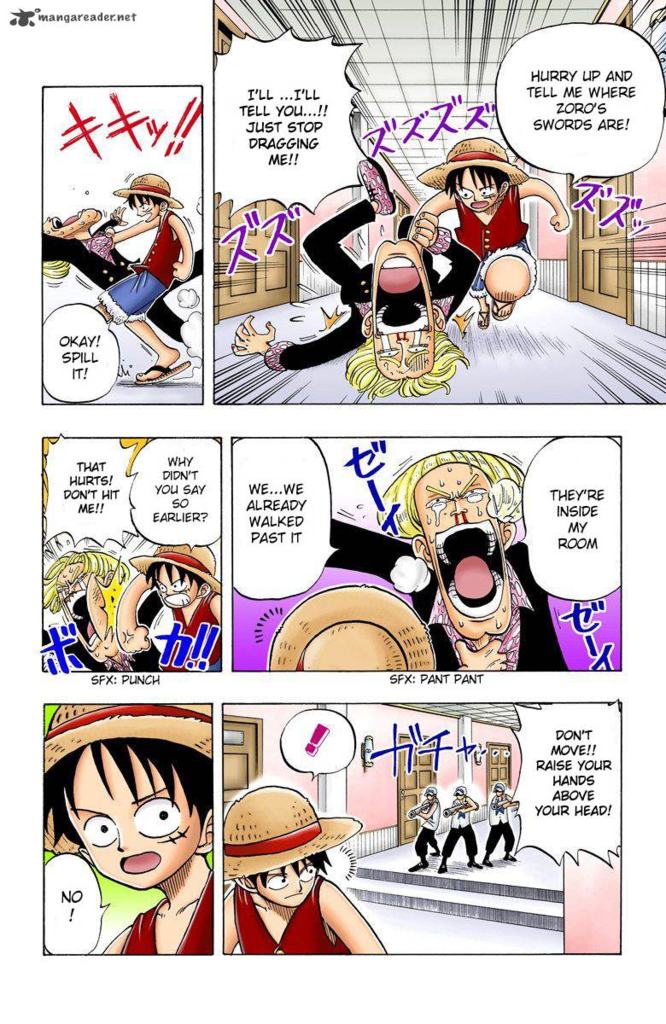 mangareader.net
HURRY UP AND
TELL ME WHERE
ZORO'S
SWORDS ARE!
I'LL ...I'LL
TELL YOU...!!
JUST STOP
DRAGGING
ME!!
ズズズズ
ズズ
ズズ
キキッ!!
OKAY!
SPILL
IT!
THEY'RE
INSIDE
MY
ROOM
WE...WE
ALREADY
WALKED
PAST IT
ゼーィ
ゼーィ
SFX: PANT PANT
WHY
DIDN'T
YOU SAY
SO
EARLIER?
THAT
HURTS!
DON'T HIT
ME!!
ボカ!!
SFX: PUNCH
DON'T
MOVE!!
RAISE YOUR
HANDS
ABOVE
YOUR HEAD!
ガチャ...
!
NO
!